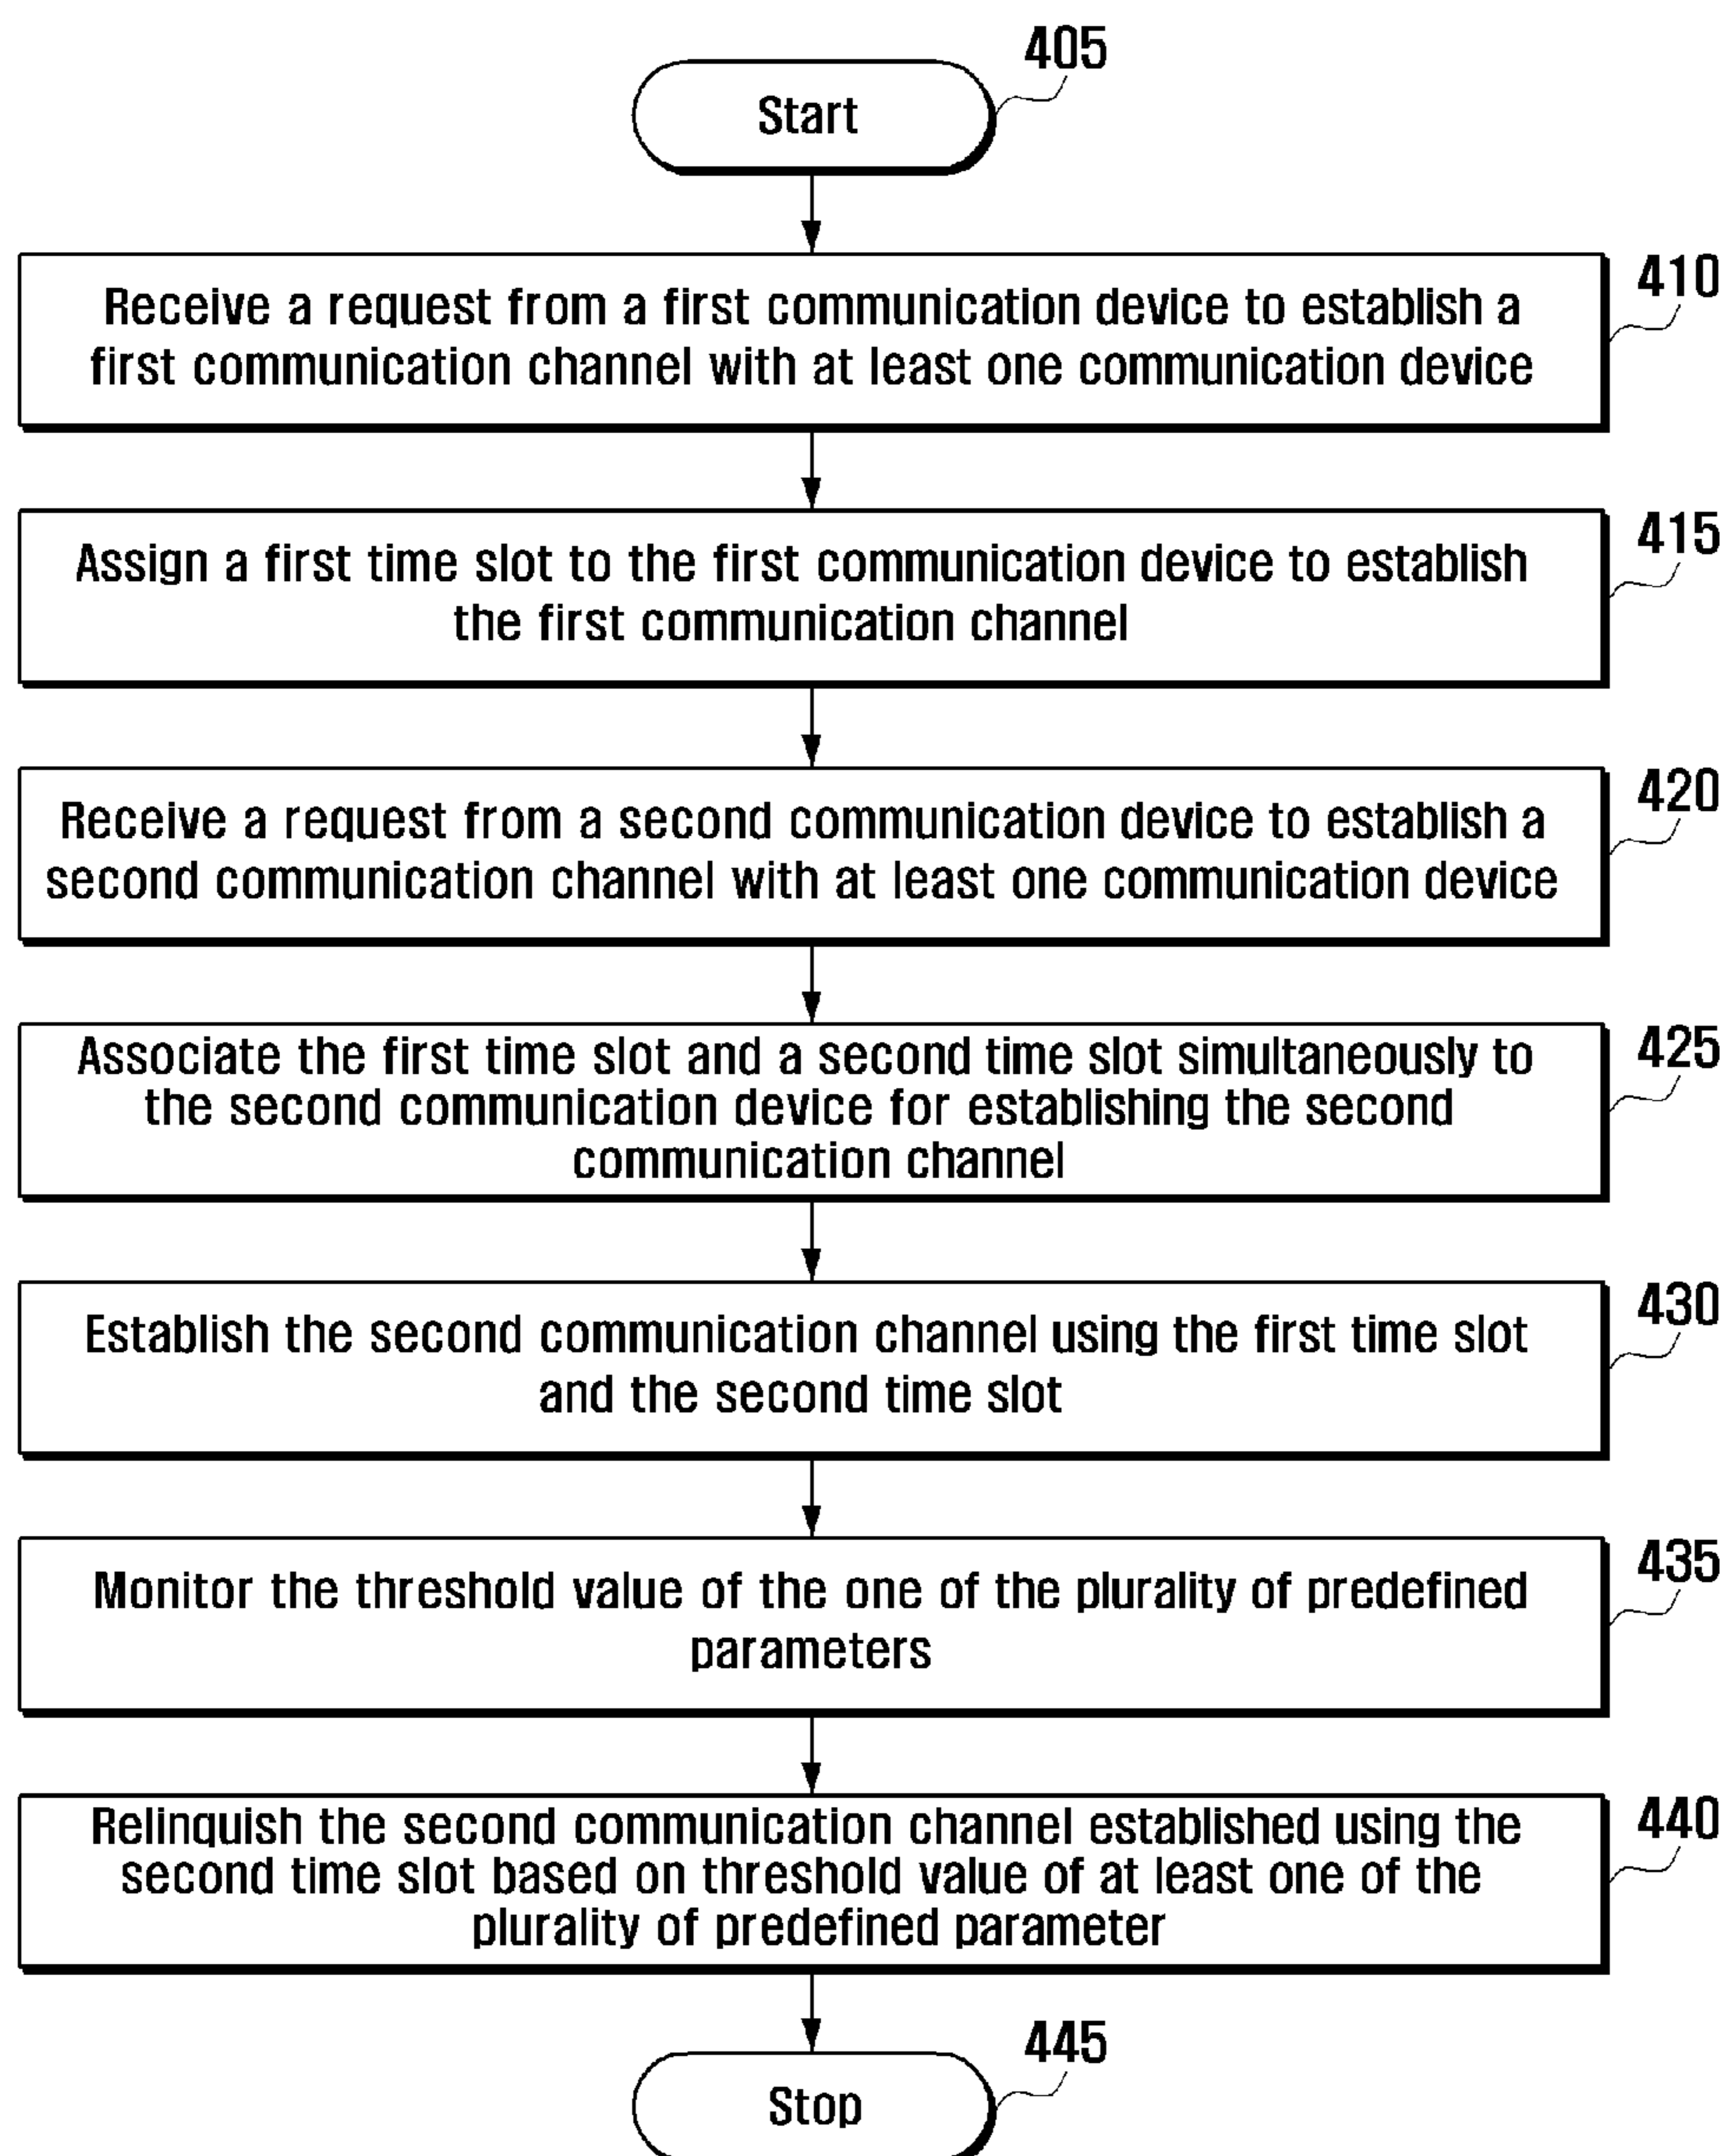 405
Start
410
Receive a request from a first communication device to establish a
first communication channel with at least one communication device
415
Assign a first time slot to the first communication device to establish
the first communication channel
420
Receive a request from a second communication device to establish a
second communication channel with at least one communication device
425
Associate the first time slot and a second time slot simultaneously to
the second communication device for establishing the second
communication channel
430
Establish the second communication channel using the first time slot
and the second time slot
435
Monitor the threshold value of the one of the plurality of predefined
parameters
440
Relinquish the second communication channel established using the
second time slot based on threshold value of at least one of the
plurality of predefined parameter
445
Stop